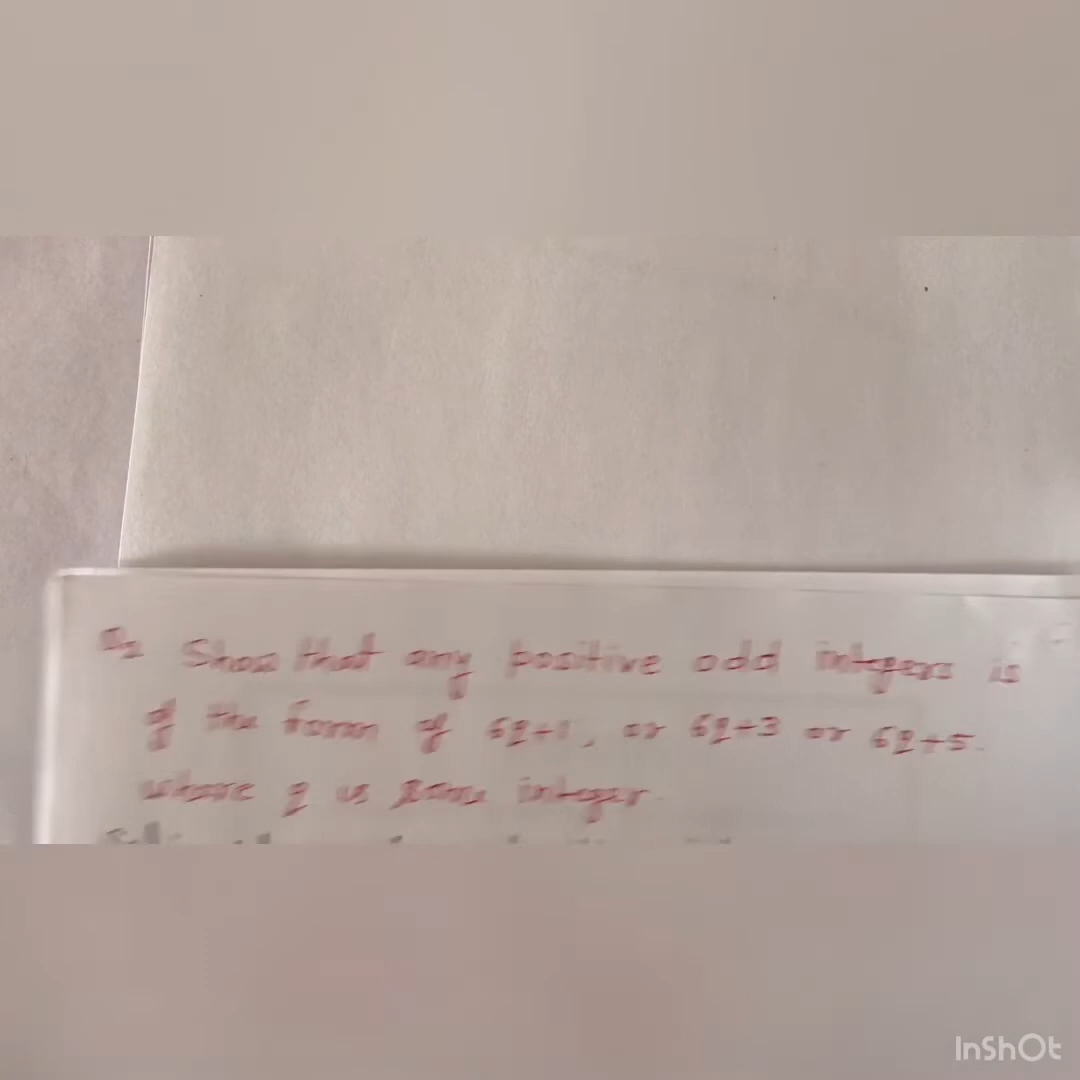 Q2 Show that any positive odd integers is
of the form of 6q+1, or 6q+3 or 6q+5.
where q is some integer.
InShOt